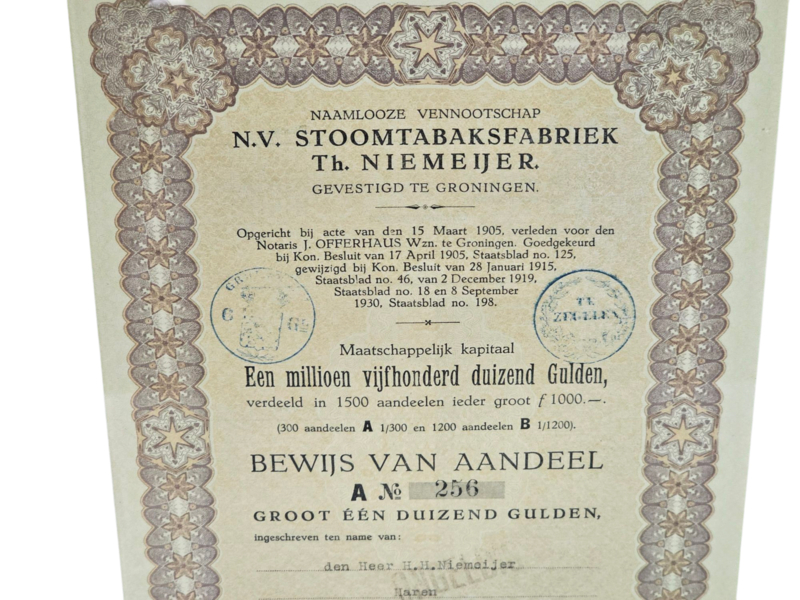 NAAMLOOZE VENNOOTSCHAP
N.V. STOOMTABAKSFABRIEK
Th. NIEMEIJER.
GEVESTIGD TE GRONINGEN.
Opgericht bij acte van den 15 Maart 1905, verleden voor den
Notaris J. OFFERHAUS Wzn. te Groningen. Goedgekeurd
bij Kon. Besluit van 17 April 1905, Staatsblad no. 125,
gewijzigd bij Kon. Besluit van 28 Januari 1915,
Staatsblad no. 46, van 2 December 1919,
Staatsblad no. 18 en 8 September
1930, Staatsblad no. 198.
TE
ZEGELEN
Maatschappelijk kapitaal
Een millioen vijfhonderd duizend Gulden,
verdeeld in 1500 aandeelen ieder groot f 1000.—.
(300 aandeelen A 1/300 en 1200 aandeelen B 1/1200).
BEWIJS VAN AANDEEL
A № 256
GROOT ÉÉN DUIZEND GULDEN,
ingeschreven ten name van:
den Heer H.H.Niemeijer
Haren